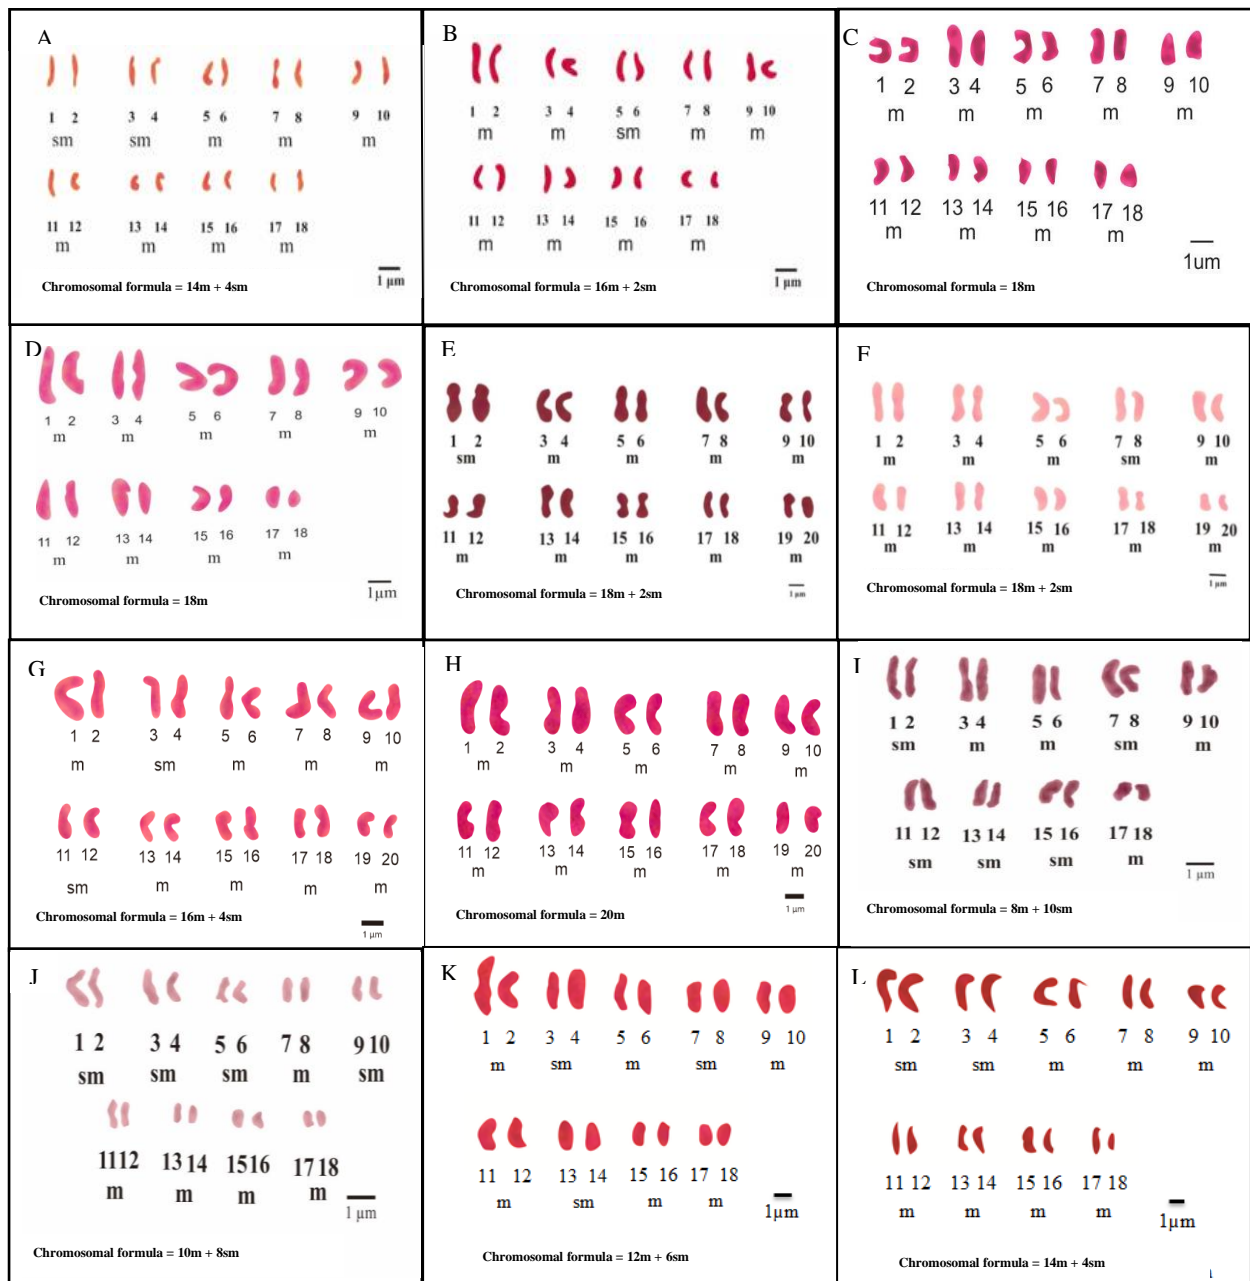 A
1 2 3 4 5 6 7 8 9 10
sm sm m m m
11 12 13 14 15 16 17 18
m m m m
1 µm
Chromosomal formula = 14m + 4sm
B
1 2 3 4 5 6 7 8 9 10
m m sm m m
11 12 13 14 15 16 17 18
m m m m
1 µm
Chromosomal formula = 16m + 2sm
C
1 2 3 4 5 6 7 8 9 10
m m m m m
11 12 13 14 15 16 17 18
m m m m
1um
Chromosomal formula = 18m
D
1 2 3 4 5 6 7 8 9 10
m m m m m
11 12 13 14 15 16 17 18
m m m m
1µm
Chromosomal formula = 18m
E
1 2 3 4 5 6 7 8 9 10
sm m m m m
11 12 13 14 15 16 17 18 19 20
m m m m m
1 µm
Chromosomal formula = 18m + 2sm
F
1 2 3 4 5 6 7 8 9 10
m m m sm m
11 12 13 14 15 16 17 18 19 20
m m m m m
1 µm
Chromosomal formula = 18m + 2sm
G
1 2 3 4 5 6 7 8 9 10
m sm m m m
11 12 13 14 15 16 17 18 19 20
sm m m m m
1 µm
Chromosomal formula = 16m + 4sm
H
1 2 3 4 5 6 7 8 9 10
m m m m m
11 12 13 14 15 16 17 18 19 20
m m m m m
1 µm
Chromosomal formula = 20m
I
1 2 3 4 5 6 7 8 9 10
sm m m sm m
11 12 13 14 15 16 17 18
sm sm sm m
1 µm
Chromosomal formula = 8m + 10sm
J
1 2 3 4 5 6 7 8 9 10
sm sm sm m sm
11 12 13 14 15 16 17 18
m m m m
1 µm
Chromosomal formula = 10m + 8sm
K
1 2 3 4 5 6 7 8 9 10
m sm m sm m
11 12 13 14 15 16 17 18
m sm m m
1µm
Chromosomal formula = 12m + 6sm
L
1 2 3 4 5 6 7 8 9 10
sm sm m m m
11 12 13 14 15 16 17 18
m m m m
1µm
Chromosomal formula = 14m + 4sm